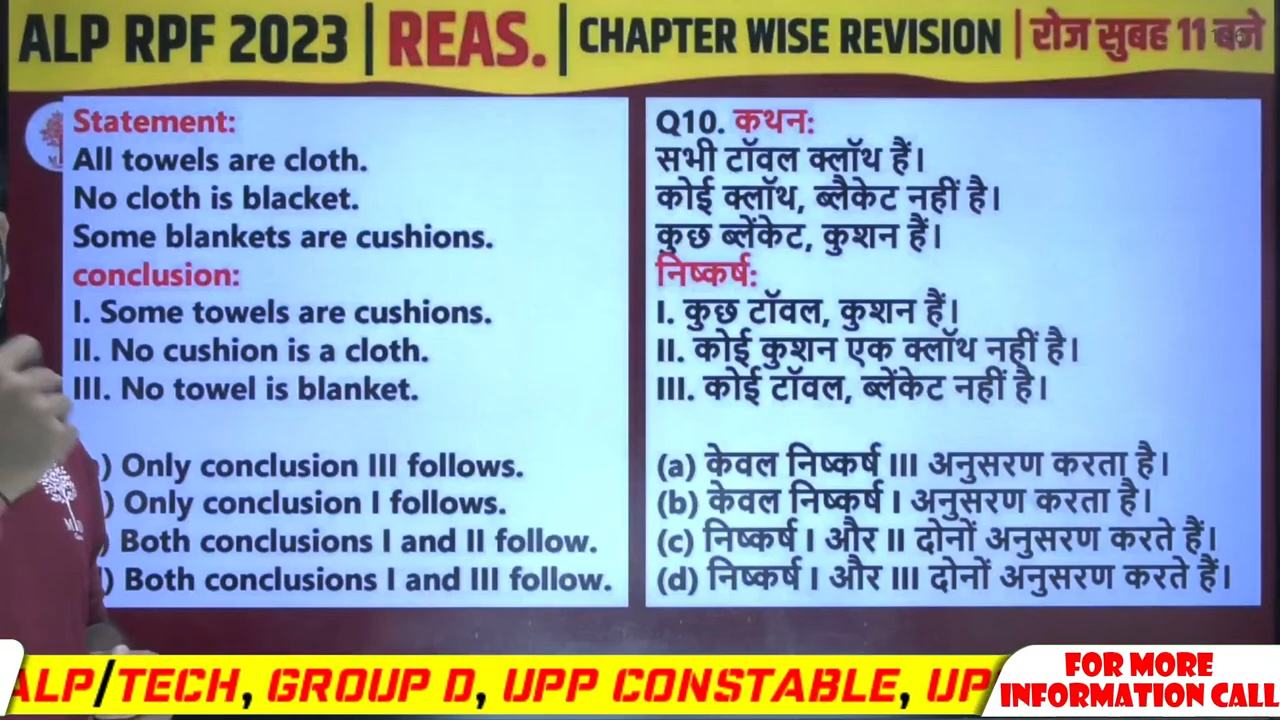 ALP RPF 2023 | REAS. | CHAPTER WISE REVISION | रोज सुबह 11 बजे
Statement:
All towels are cloth.
No cloth is blacket.
Some blankets are cushions.
conclusion:
I. Some towels are cushions.
II. No cushion is a cloth.
III. No towel is blanket.
) Only conclusion III follows.
) Only conclusion I follows.
) Both conclusions I and II follow.
) Both conclusions I and III follow.
Q10. कथन:
सभी टॉवल क्लॉथ हैं।
कोई क्लॉथ, ब्लैकेट नहीं है।
कुछ ब्लेंकेट, कुशन हैं।
निष्कर्ष:
I. कुछ टॉवल, कुशन हैं।
II. कोई कुशन एक क्लॉथ नहीं है।
III. कोई टॉवल, ब्लेंकेट नहीं है।
(a) केवल निष्कर्ष III अनुसरण करता है।
(b) केवल निष्कर्ष I अनुसरण करता है।
(c) निष्कर्ष I और II दोनों अनुसरण करते हैं।
(d) निष्कर्ष I और III दोनों अनुसरण करते हैं।
ALP/TECH, GROUP D, UPP CONSTABLE, UP
FOR MORE
INFORMATION CALL